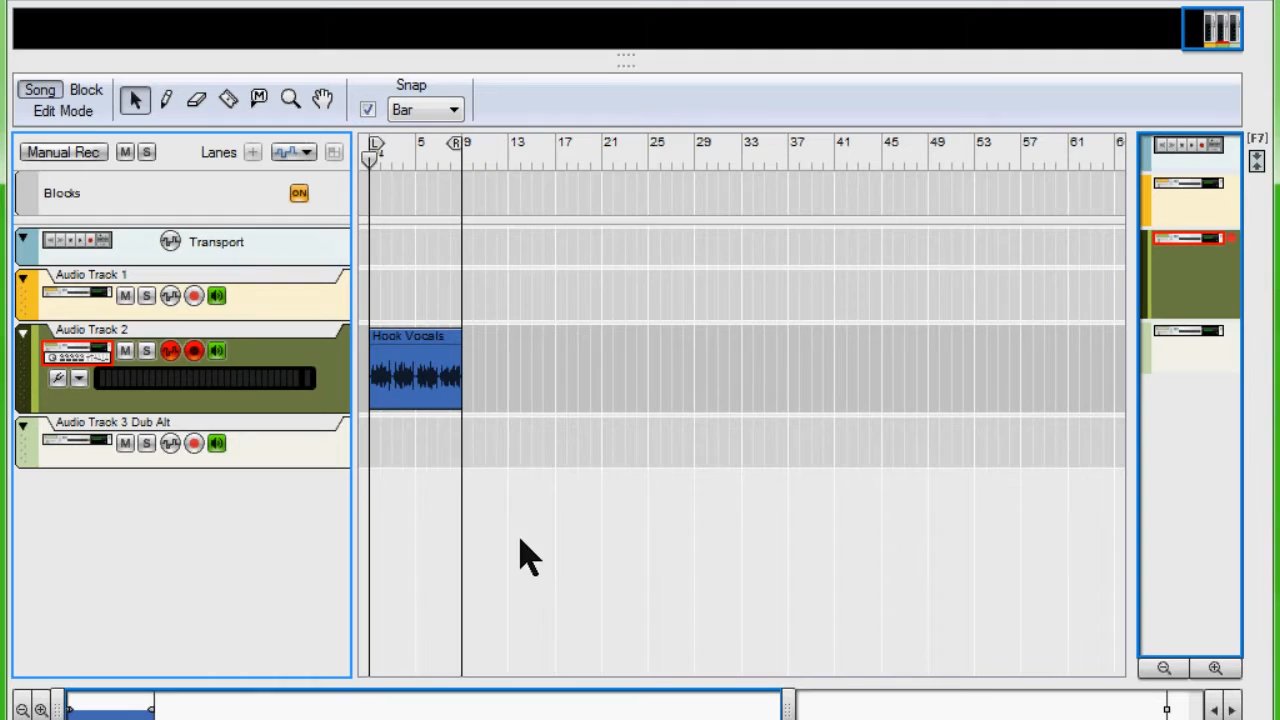 Song Block
Edit Mode
Snap
Bar
M
[F7]
Manual Rec M S Lanes
L 5 R 9 13 17 21 25 29 33 37 41 45 49 53 57 61 6
4
Blocks ON
Transport
Audio Track 1
M S
Audio Track 2
M S
Hook Vocals
Audio Track 3 Dub Alt
M S